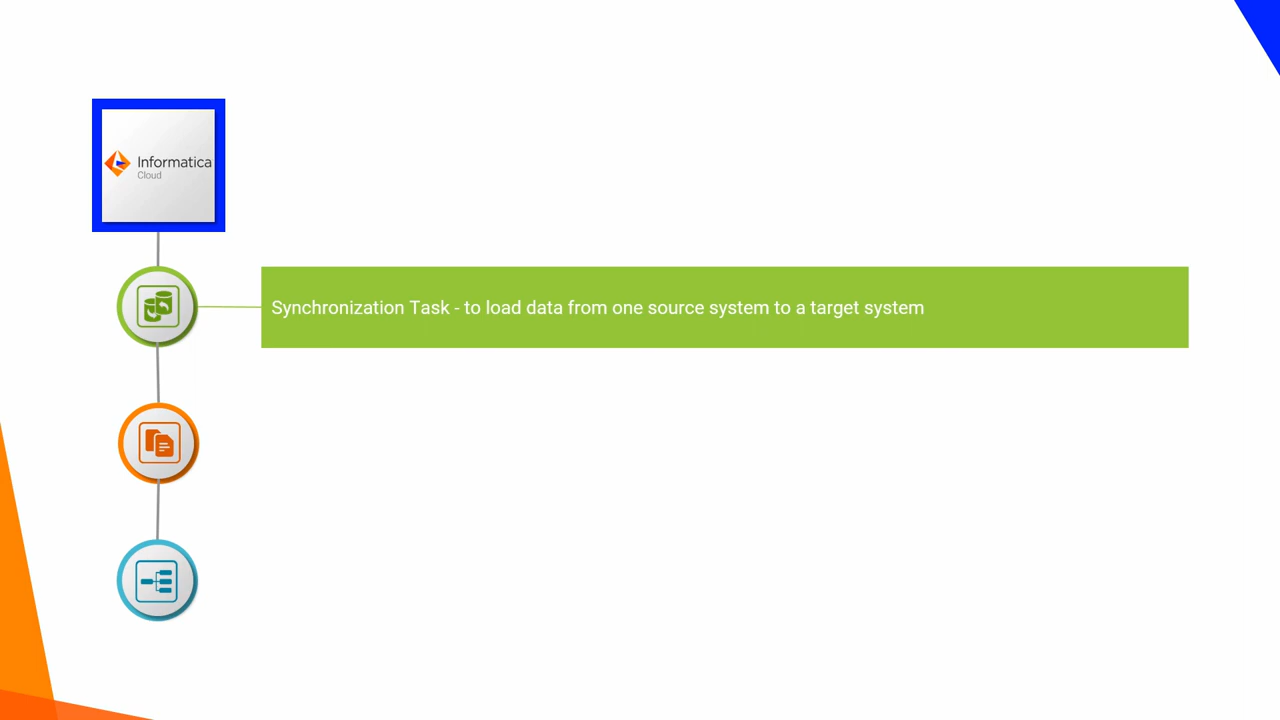 Informatica
Cloud
Synchronization Task - to load data from one source system to a target system